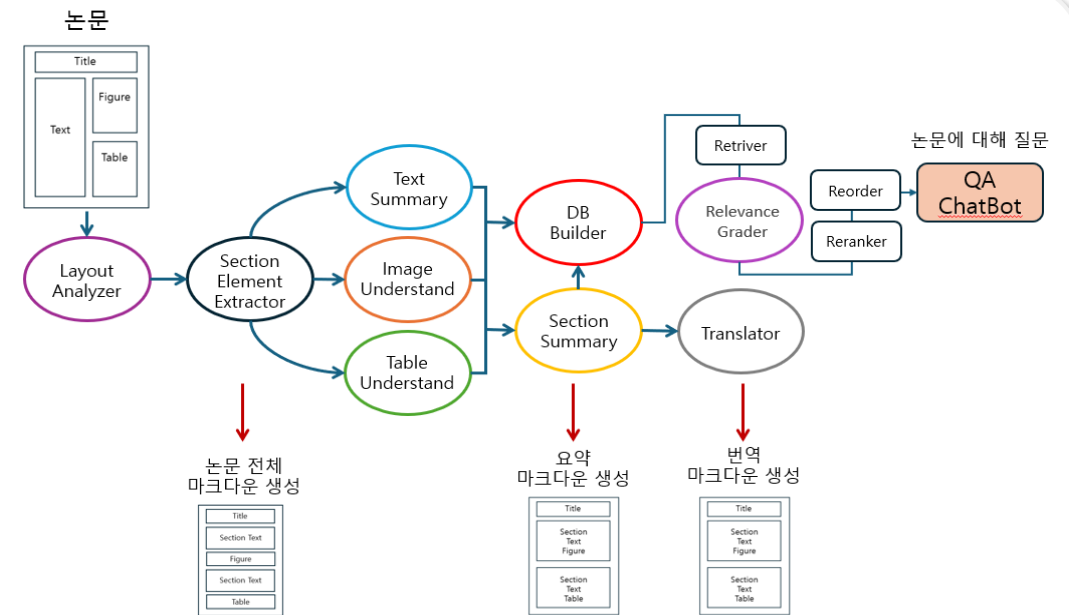 논문
Title
Text
Figure
Table
Layout
Analyzer
Section
Element
Extractor
Text
Summary
Image
Understand
Table
Understand
DB
Builder
Section
Summary
Retriver
Relevance
Grader
Translator
Reorder
Reranker
논문에 대해 질문
QA
ChatBot
논문 전체
마크다운 생성
Title
Section Text
Figure
Section Text
Table
요약
마크다운 생성
Title
Section
Text
Figure
Section
Text
Table
번역
마크다운 생성
Title
Section
Text
Figure
Section
Text
Table